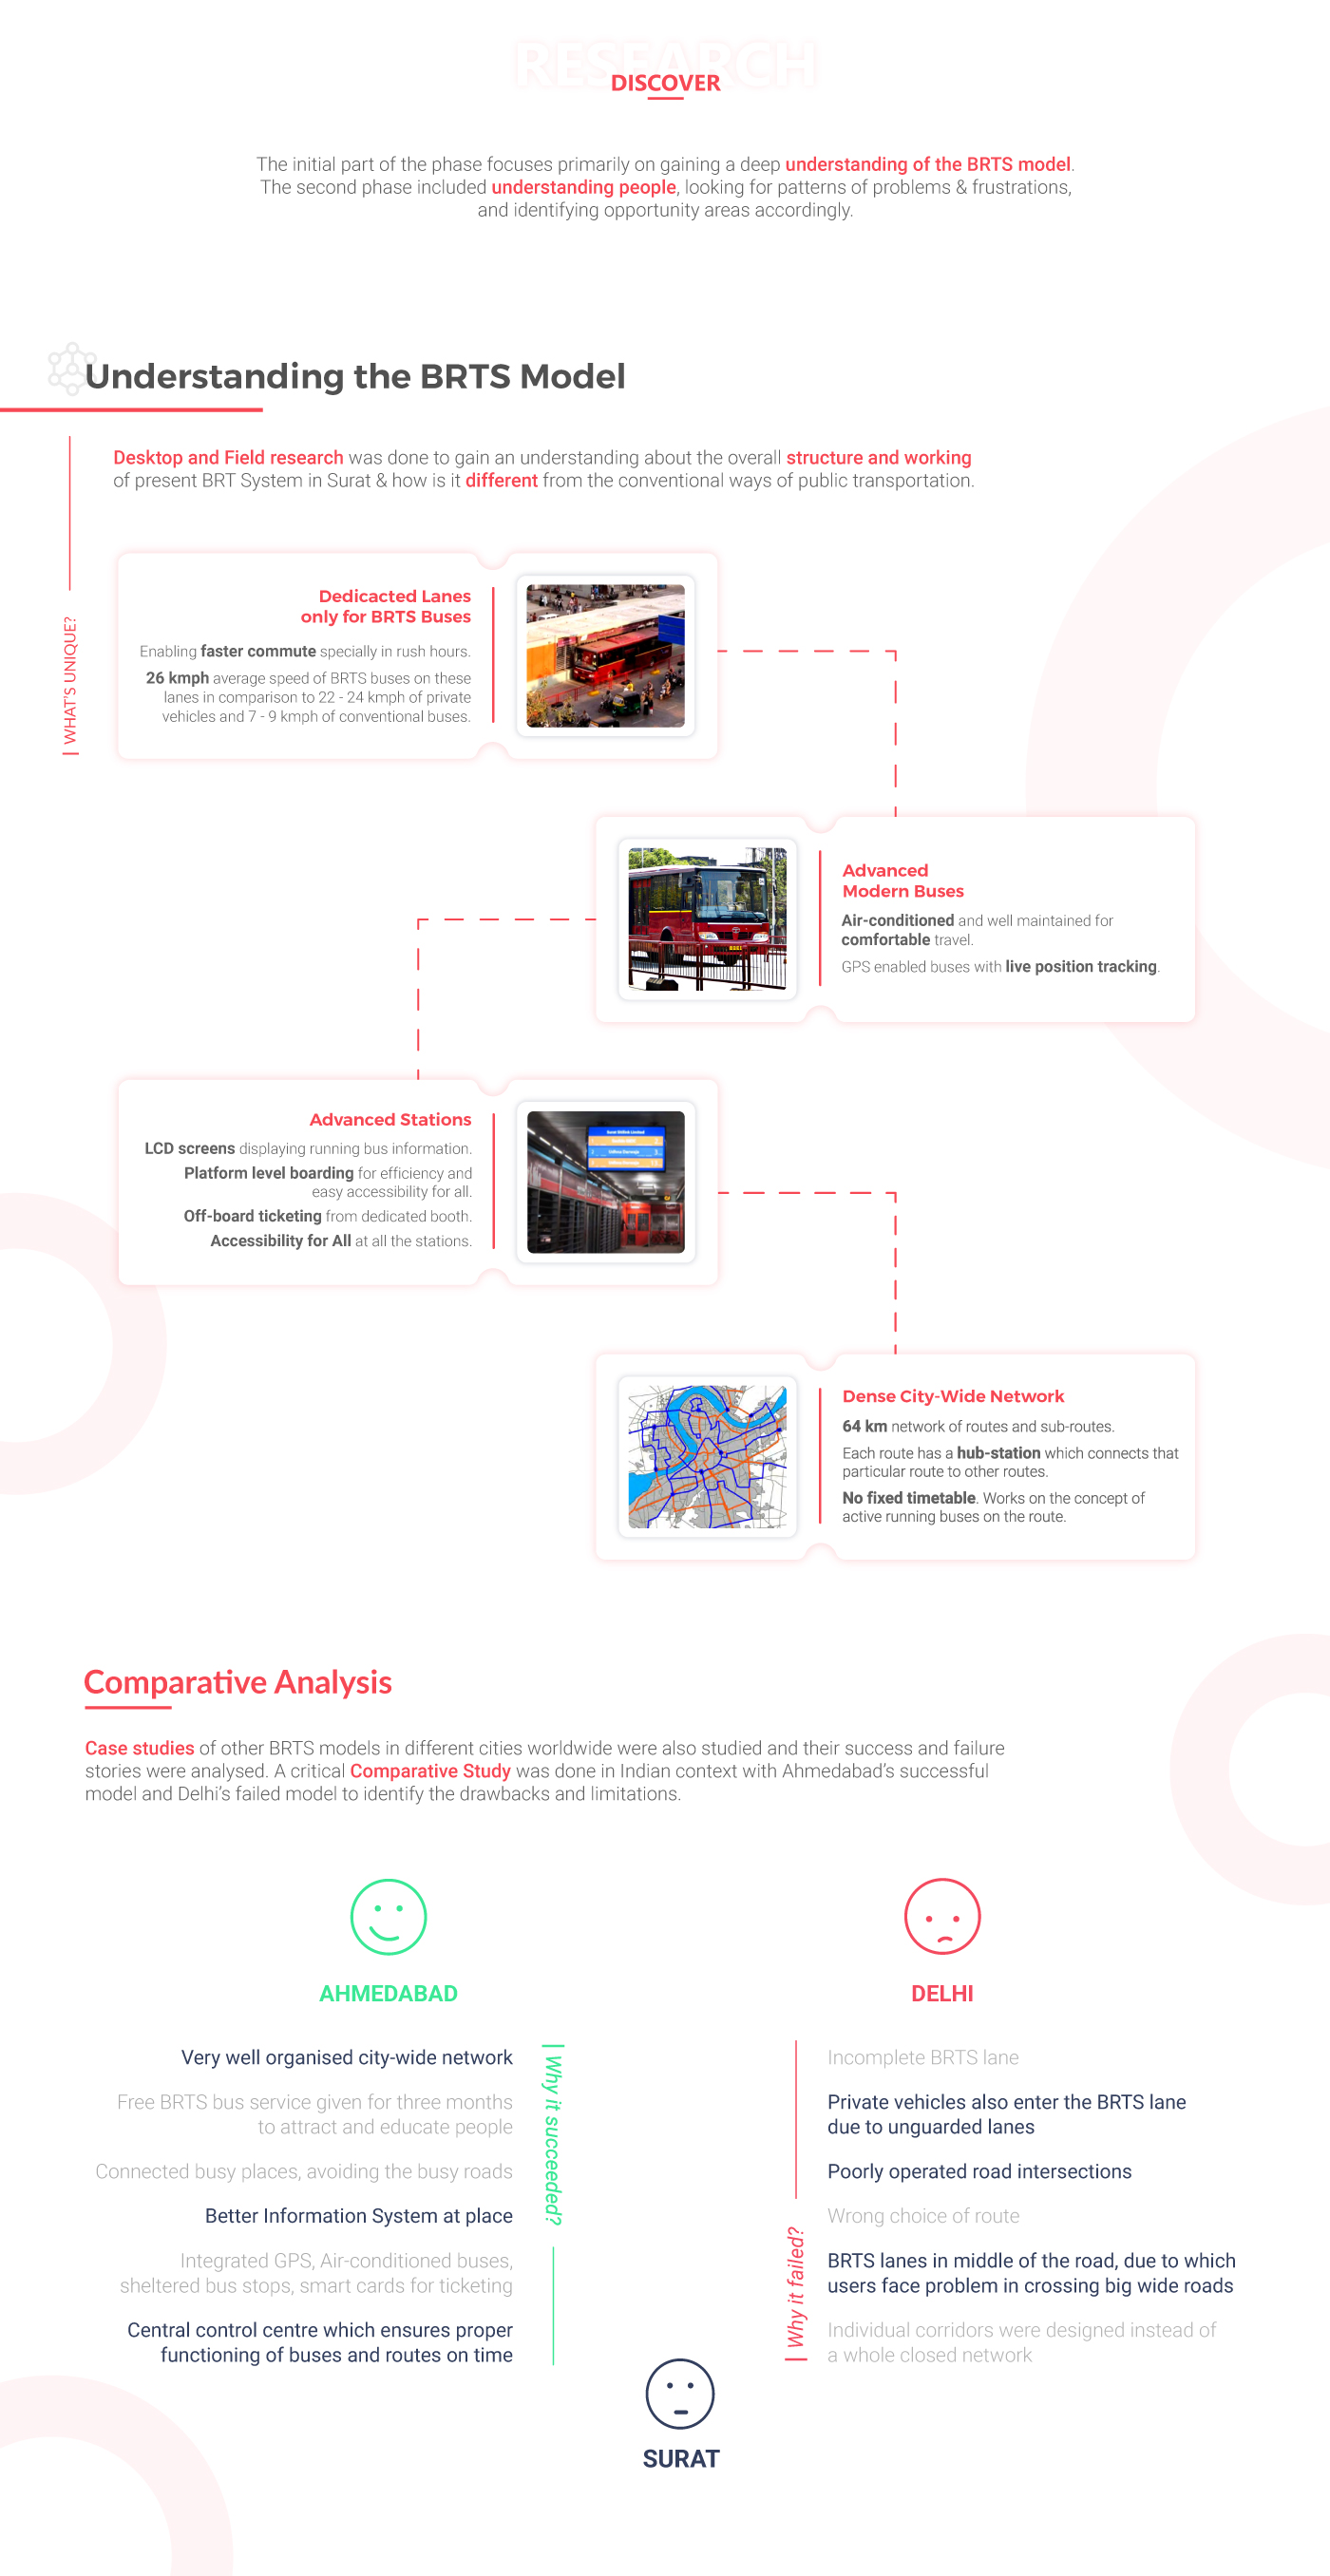 RESEARCH
DISCOVER
The initial part of the phase focuses primarily on gaining a deep understanding of the BRTS model.
The second phase included understanding people, looking for patterns of problems & frustrations,
and identifying opportunity areas accordingly.
Understanding the BRTS Model
WHAT'S UNIQUE?
Desktop and Field research was done to gain an understanding about the overall structure and working
of present BRT System in Surat & how is it different from the conventional ways of public transportation.
Dedicacted Lanes
only for BRTS Buses
Enabling faster commute specially in rush hours.
26 kmph average speed of BRTS buses on these
lanes in comparison to 22 - 24 kmph of private
vehicles and 7 - 9 kmph of conventional buses.
Advanced
Modern Buses
Air-conditioned and well maintained for
comfortable travel.
GPS enabled buses with live position tracking.
Advanced Stations
LCD screens displaying running bus information.
Platform level boarding for efficiency and
easy accessibility for all.
Off-board ticketing from dedicated booth.
Accessibility for All at all the stations.
Dense City-Wide Network
64 km network of routes and sub-routes.
Each route has a hub-station which connects that
particular route to other routes.
No fixed timetable. Works on the concept of
active running buses on the route.
Comparative Analysis
Case studies of other BRTS models in different cities worldwide were also studied and their success and failure
stories were analysed. A critical Comparative Study was done in Indian context with Ahmedabad's successful
model and Delhi's failed model to identify the drawbacks and limitations.
AHMEDABAD
Why it succeeded?
Very well organised city-wide network
Free BRTS bus service given for three months
to attract and educate people
Connected busy places, avoiding the busy roads
Better Information System at place
Integrated GPS, Air-conditioned buses,
sheltered bus stops, smart cards for ticketing
Central control centre which ensures proper
functioning of buses and routes on time
DELHI
Why it failed?
Incomplete BRTS lane
Private vehicles also enter the BRTS lane
due to unguarded lanes
Poorly operated road intersections
Wrong choice of route
BRTS lanes in middle of the road, due to which
users face problem in crossing big wide roads
Individual corridors were designed instead of
a whole closed network
SURAT